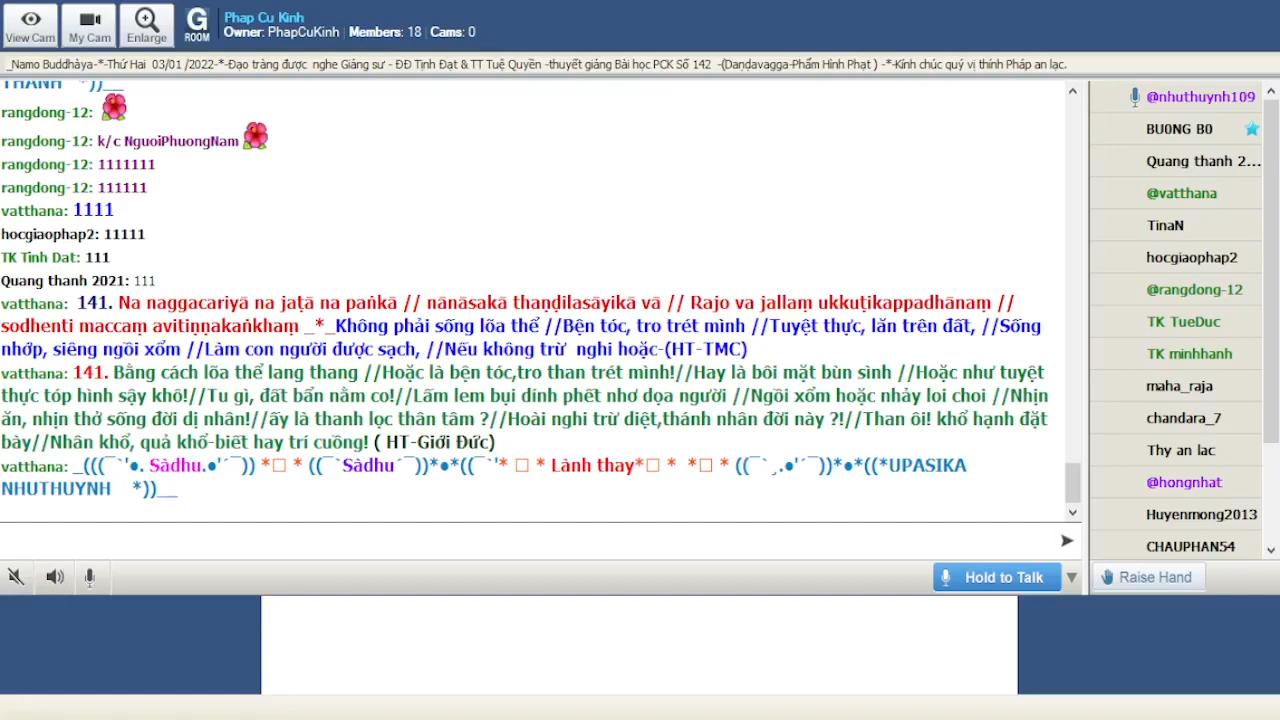 View Cam
My Cam
Enlarge
G
ROOM
Phap Cu Kinh
Owner: PhapCuKinh | Members: 18 | Cams: 0
_Namo Buddhàya-*-Thứ Hai 03/01 /2022-*-Đạo tràng được nghe Giảng sư - ĐĐ Tịnh Đạt & TT Tuệ Quyền -thuyết giảng Bài học PCK Số 142 -(Daṇḍavagga-Phẩm Hình Phạt ) -*-Kính chúc quý vị thính Pháp an lạc.
THANH *))__
rangdong-12:
rangdong-12: k/c NguoiPhuongNam
rangdong-12: 1111111
rangdong-12: 111111
vatthana: 1111
hocgiaophap2: 11111
TK Tinh Dat: 111
Quang thanh 2021: 111
vatthana: 141. Na naggacariyā na jaṭā na paṅkā // nānāsakā thaṇḍilasāyikā vā // Rajo va jallaṃ ukkuṭikappadhānaṃ //
sodhenti maccaṃ avitiṇṇakaṅkhaṃ _*_Không phải sống lõa thể //Bện tóc, tro trét mình //Tuyệt thực, lăn trên đất, //Sống
nhớp, siêng ngồi xổm //Làm con người được sạch, //Nếu không trừ nghi hoặc-(HT-TMC)
vatthana: 141. Bằng cách lõa thể lang thang //Hoặc là bện tóc,tro than trét mình!//Hay là bôi mặt bùn sình //Hoặc như tuyệt
thực tóp hình sậy khô!//Tu gì, đất bẩn nằm co!//Lấm lem bụi dính phết nhơ dọa người //Ngồi xổm hoặc nhảy loi choi //Nhịn
ăn, nhịn thở sống đời dị nhân!//ấy là thanh lọc thân tâm ?//Hoài nghi trừ diệt,thánh nhân đời này ?!//Than ôi! khổ hạnh đặt
bày//Nhân khổ, quả khổ-biết hay trí cuồng! ( HT-Giới Đức)
vatthana: _(((¯`'●. Sàdhu.●'´¯)) *□ * ((¯`Sàdhu´¯))*●*((¯`'* □ * Lành thay*□ * *□ * ((¯`¸.●'´¯))*●*((*UPASIKA
NHUTHUYNH *))__
@nhuthuynh109
BU0NG B0
Quang thanh 2...
@vatthana
TinaN
hocgiaophap2
@rangdong-12
TK TueDuc
TK minhhanh
maha_raja
chandara_7
Thy an lac
@hongnhat
Huyenmong2013
CHAUPHAN54
Hold to Talk
Raise Hand